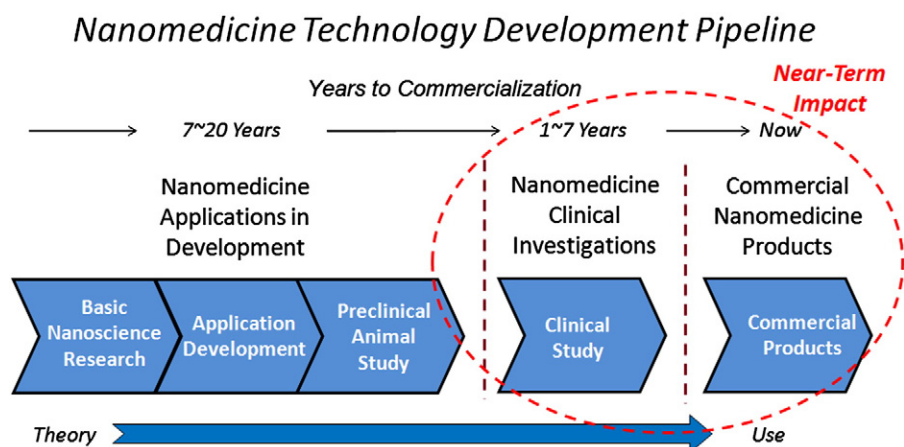 Nanomedicine Technology Development Pipeline
Years to Commercialization
Near-Term
Impact
7~20 Years
1~7 Years
Now
Nanomedicine
Applications in
Development
Nanomedicine
Clinical
Investigations
Commercial
Nanomedicine
Products
Basic
Nanoscience
Research
Application
Development
Preclinical
Animal
Study
Clinical
Study
Commercial
Products
Theory
Use